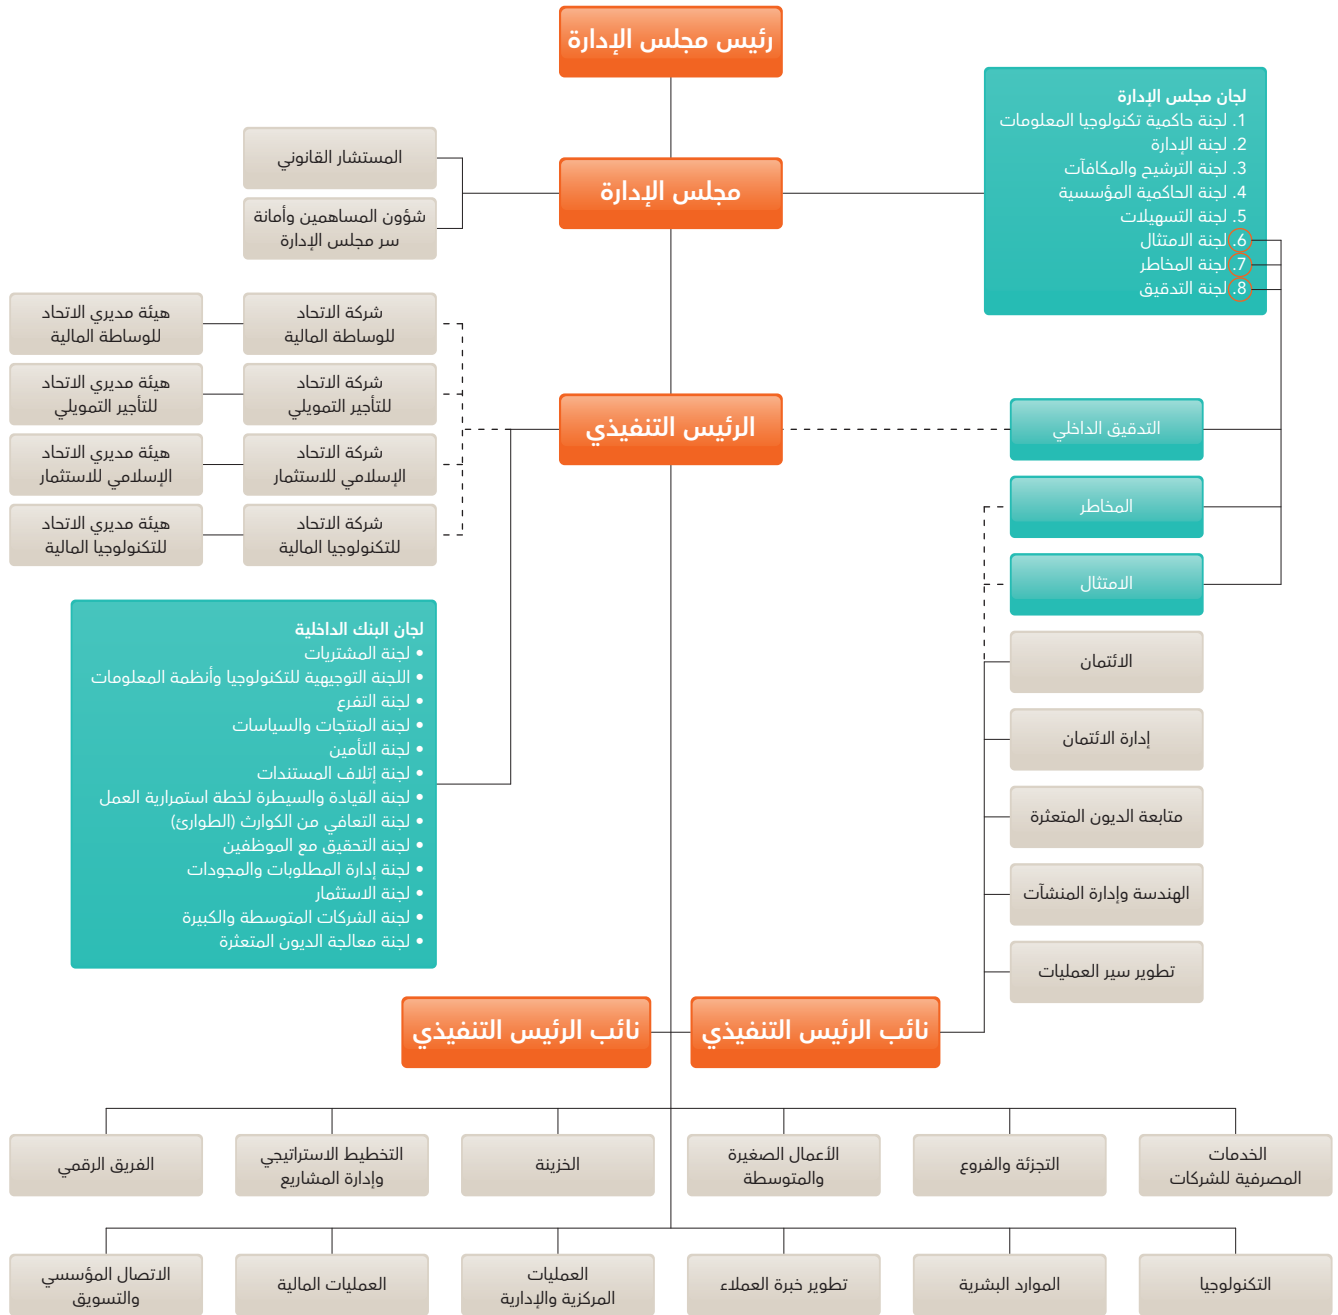 رئيس مجلس الإدارة
لجان مجلس الإدارة
1. لجنة حاكمية تكنولوجيا المعلومات
2. لجنة الإدارة
3. لجنة الترشيح والمكافآت
4. لجنة الحاكمية المؤسسية
5. لجنة التسهيلات
6. لجنة الامتثال
7. لجنة المخاطر
8. لجنة التدقيق
مجلس الإدارة
المستشار القانوني
شؤون المساهمين وأمانة
سر مجلس الإدارة
شركة الاتحاد
للوساطة المالية
هيئة مديري الاتحاد
للوساطة المالية
شركة الاتحاد
للتأجير التمويلي
هيئة مديري الاتحاد
للتأجير التمويلي
شركة الاتحاد
الإسلامي للاستثمار
هيئة مديري الاتحاد
الإسلامي للاستثمار
شركة الاتحاد
للتكنولوجيا المالية
هيئة مديري الاتحاد
للتكنولوجيا المالية
الرئيس التنفيذي
التدقيق الداخلي
المخاطر
الامتثال
الائتمان
إدارة الائتمان
متابعة الديون المتعثرة
الهندسة وإدارة المنشآت
تطوير سير العمليات
لجان البنك الداخلية
• لجنة المشتريات
• اللجنة التوجيهية للتكنولوجيا وأنظمة المعلومات
• لجنة التفرع
• لجنة المنتجات والسياسات
• لجنة التأمين
• لجنة إتلاف المستندات
• لجنة القيادة والسيطرة لخطة استمرارية العمل
• لجنة التعافي من الكوارث (الطوارئ)
• لجنة التحقيق مع الموظفين
• لجنة إدارة المطلوبات والمجودات
• لجنة الاستثمار
• لجنة الشركات المتوسطة والكبيرة
• لجنة معالجة الديون المتعثرة
نائب الرئيس التنفيذي
نائب الرئيس التنفيذي
الخدمات
المصرفية للشركات
التجزئة والفروع
الأعمال الصغيرة
والمتوسطة
الخزينة
التخطيط الاستراتيجي
وإدارة المشاريع
الفريق الرقمي
التكنولوجيا
الموارد البشرية
تطوير خبرة العملاء
العمليات
المركزية والإدارية
العمليات المالية
الاتصال المؤسسي
والتسويق